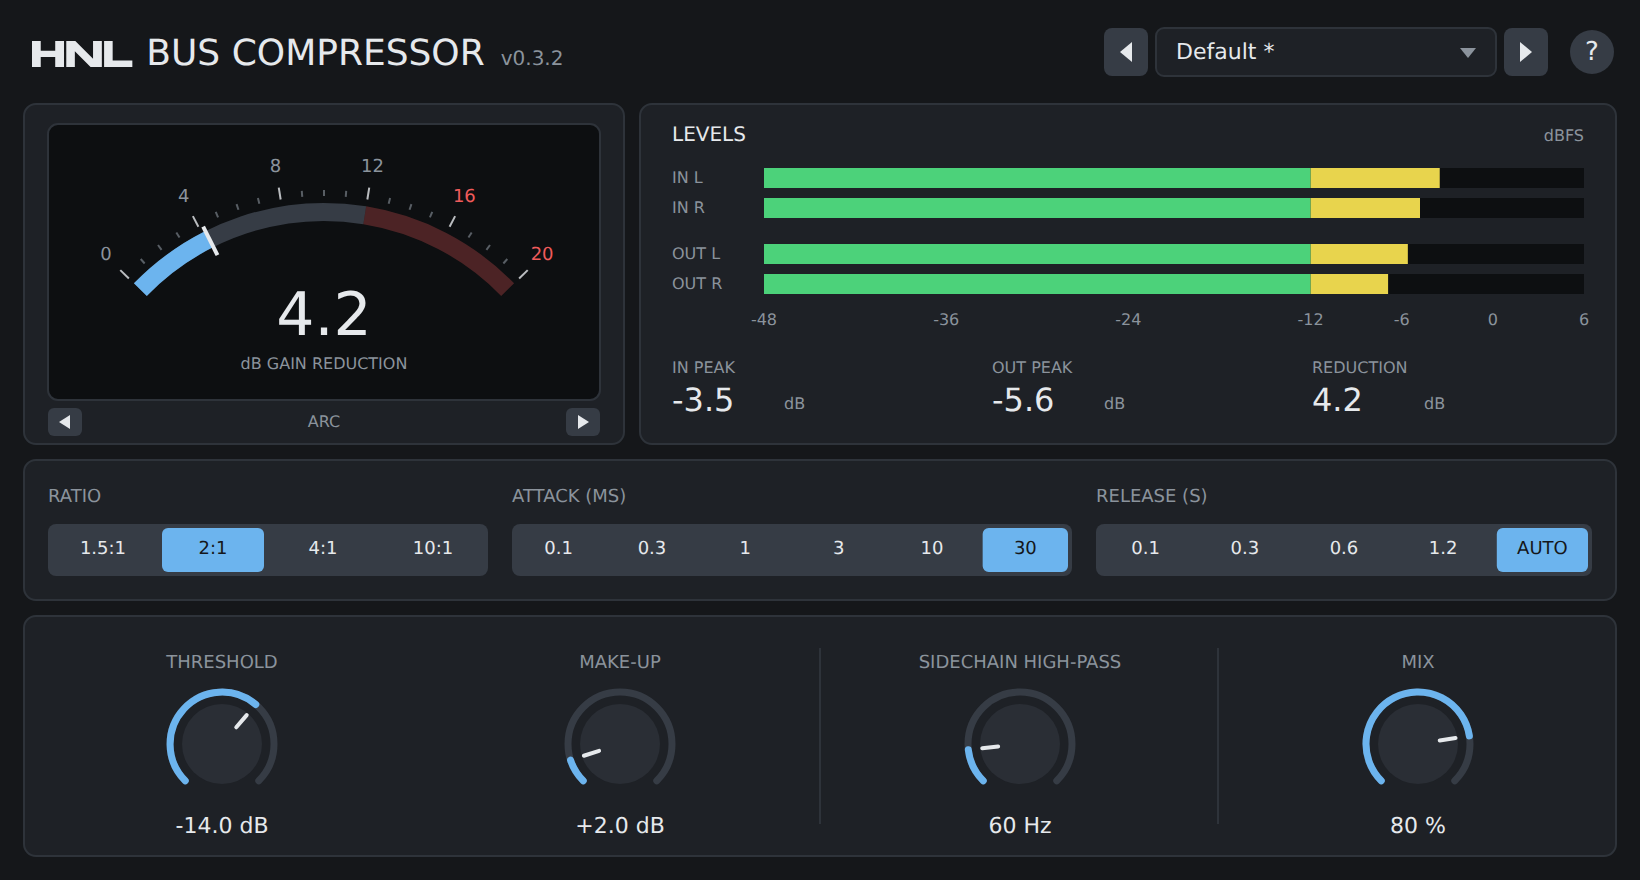 HNL BUS COMPRESSOR v0.3.2
Default *
?
0 4 8 12 16 20
4.2
dB GAIN REDUCTION
ARC
LEVELS dBFS
IN L
IN R
OUT L
OUT R
-48 -36 -24 -12 -6 0 6
IN PEAK OUT PEAK REDUCTION
-3.5 dB -5.6 dB 4.2 dB
RATIO ATTACK (MS) RELEASE (S)
1.5:1 2:1 4:1 10:1 0.1 0.3 1 3 10 30 0.1 0.3 0.6 1.2 AUTO
THRESHOLD MAKE-UP SIDECHAIN HIGH-PASS MIX
-14.0 dB +2.0 dB 60 Hz 80 %